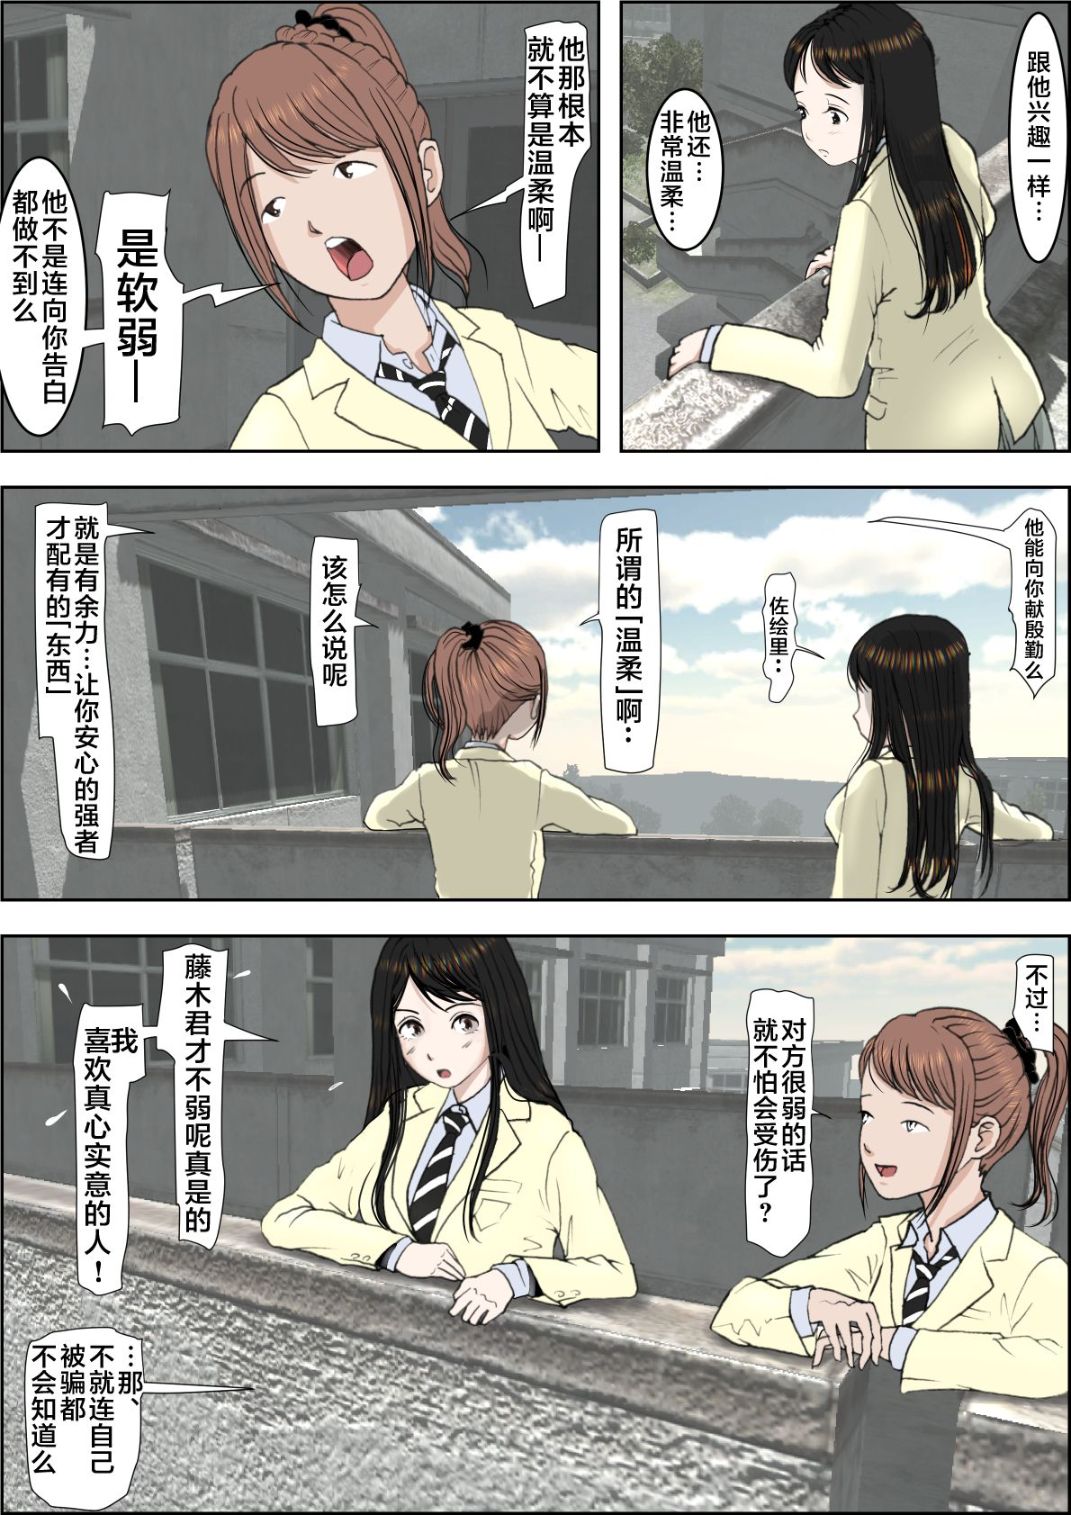 跟他兴趣一样…
他还…
非常温柔…
他那根本
就不算是温柔啊—
是软弱—
他不是连向你告白
都做不到么
他能向你献殷勤么
佐绘里…
所谓的「温柔」啊…
该怎么说呢
就是有余力…让你安心的强者
才配有的「东西」
不过…
对方很弱的话
就不怕会受伤了?
藤木君才不弱呢真是的
我
喜欢真心实意的人!
…那、
不就连自己
被骗都
不会知道么